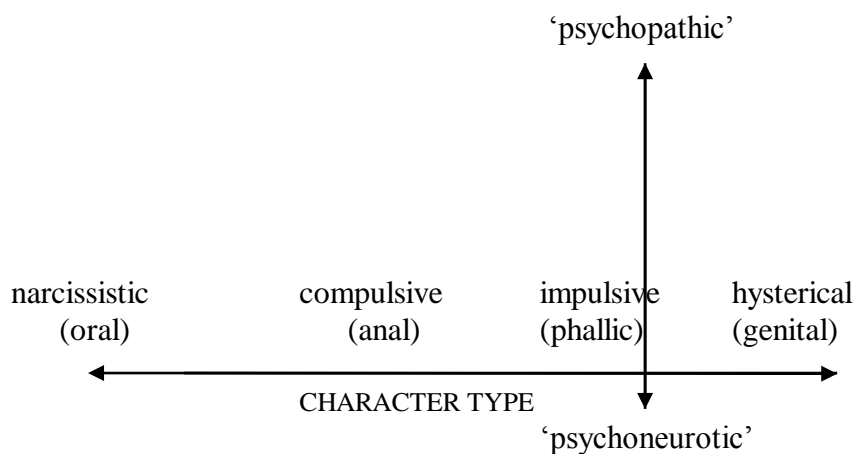 ‘psychopathic’
narcissistic compulsive impulsive hysterical
(oral) (anal) (phallic) (genital)
CHARACTER TYPE
‘psychoneurotic’